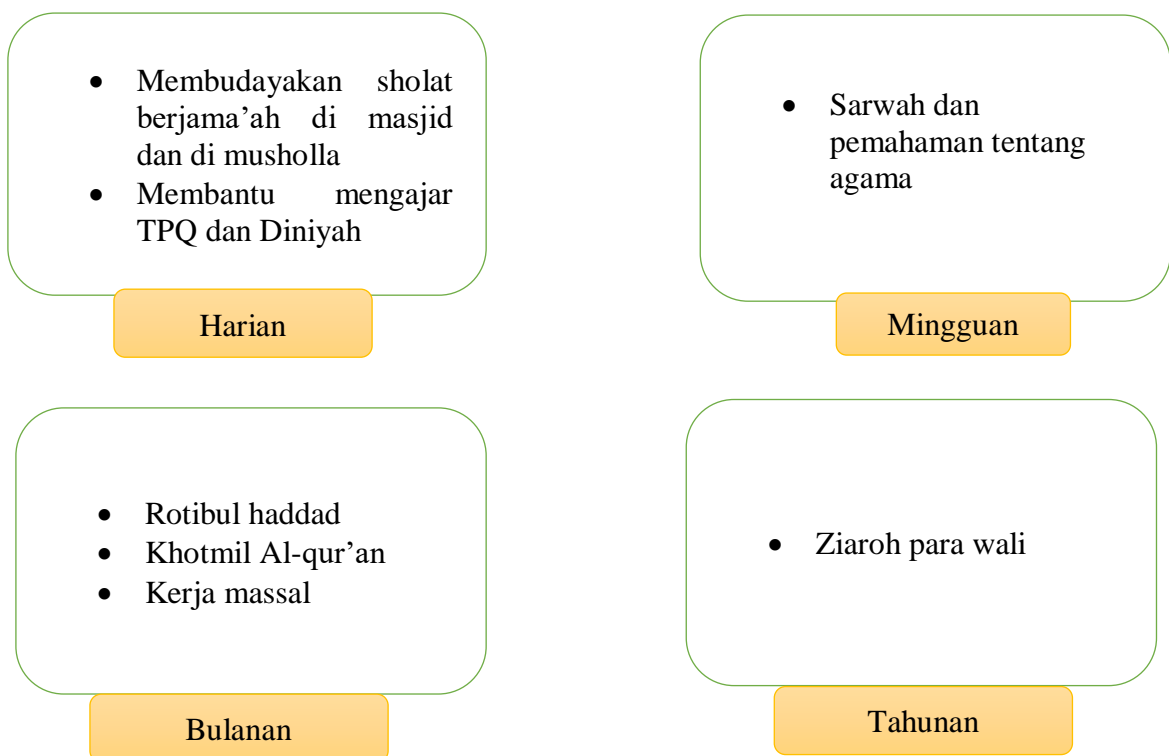 • Membudayakan sholat
berjama’ah di masjid
dan di musholla
• Membantu mengajar
TPQ dan Diniyah
Harian
• Sarwah dan
pemahaman tentang
agama
Mingguan
• Rotibul haddad
• Khotmil Al-qur’an
• Kerja massal
Bulanan
• Ziaroh para wali
Tahunan